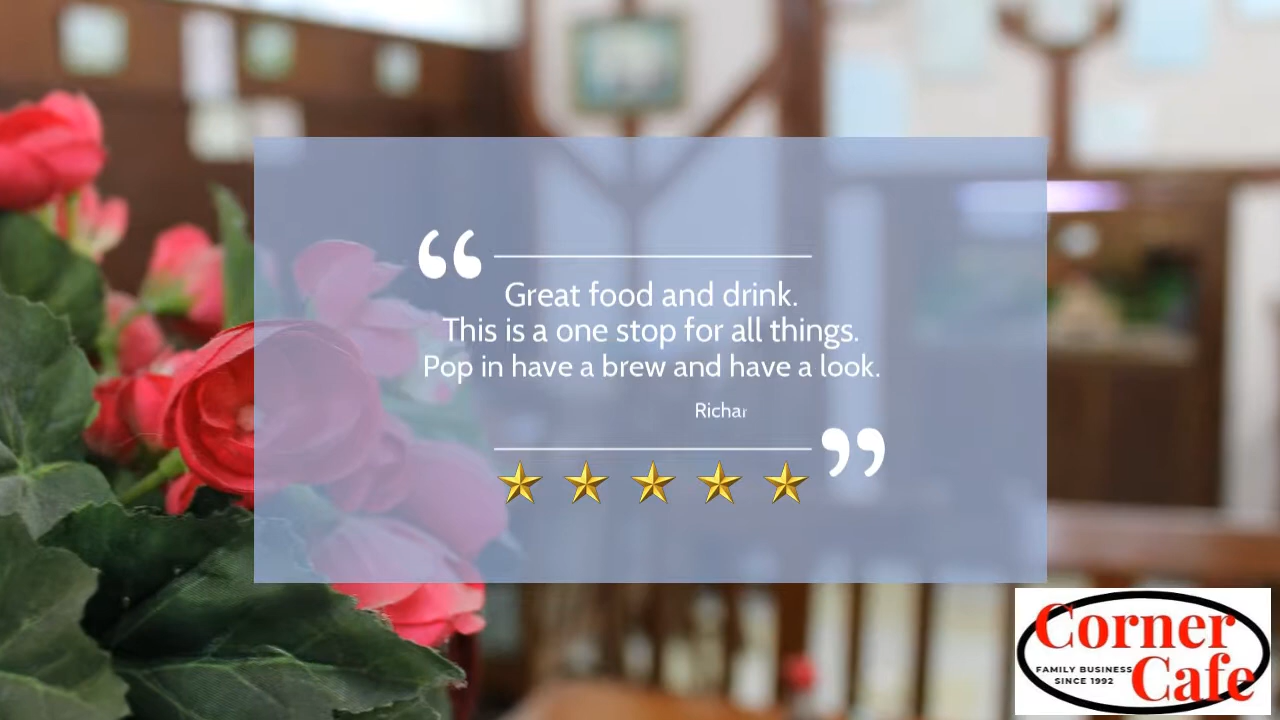 “
Great food and drink.
This is a one stop for all things.
Pop in have a brew and have a look.
Richar
”
Corner
FAMILY BUSINESS
SINCE 1992
Cafe